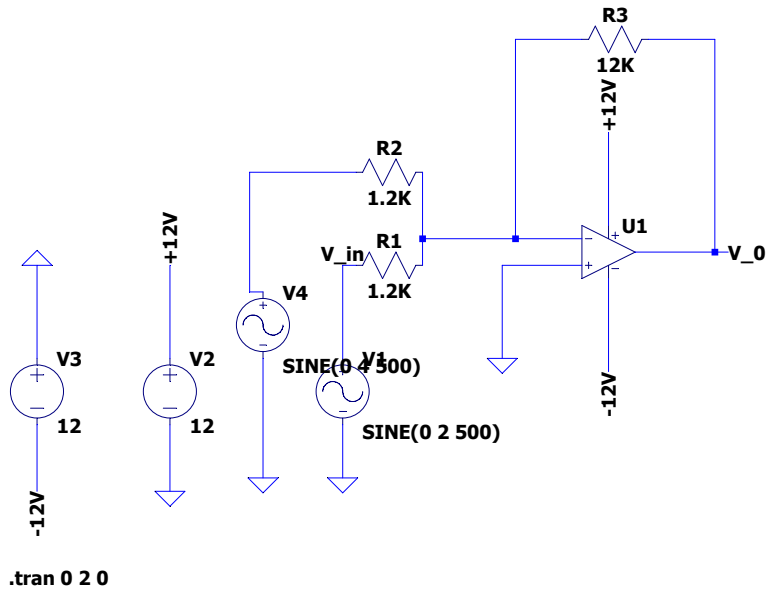 R3
12K
+12V
R2
1.2K
U1
+
−
+
−
V_0
R1
V_in
1.2K
+12V
V4
+
−
SINE(0 4 500)
V1
+
−
SINE(0 2 500)
V3
+
−
12
V2
+
−
12
-12V
-12V
.tran 0 2 0